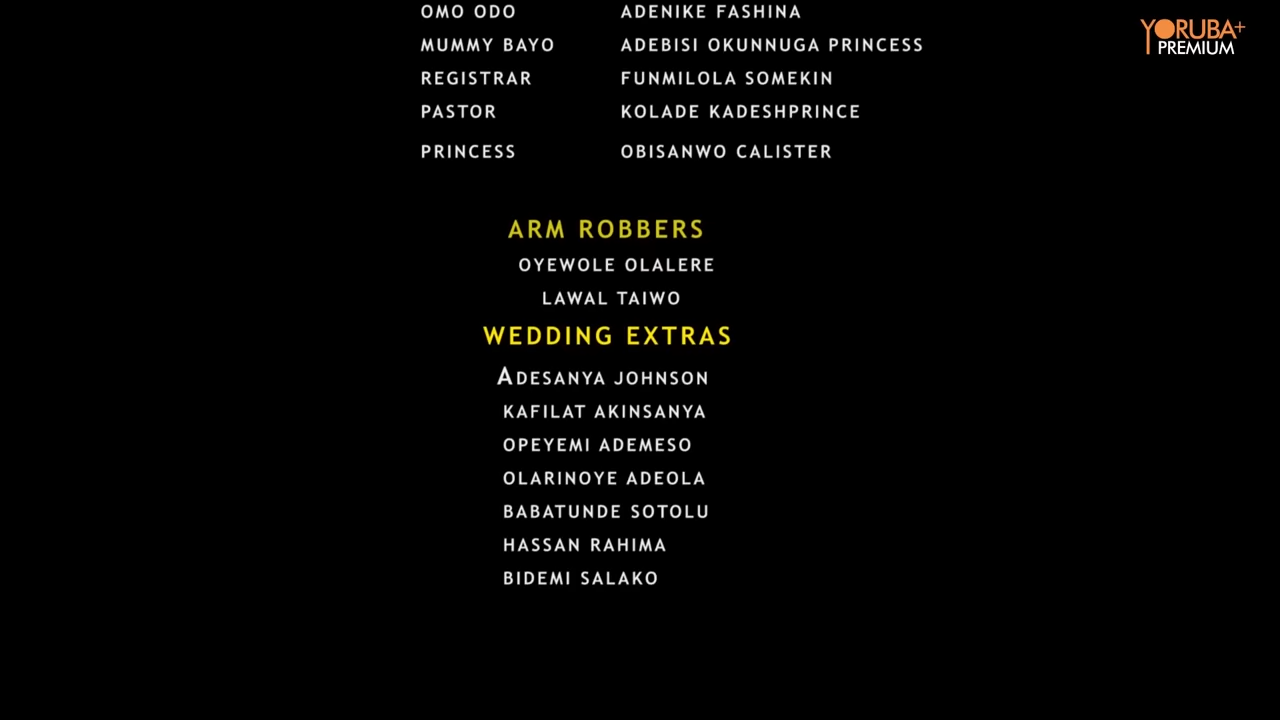 OMO ODO ADENIKE FASHINA
YORUBA+
PREMIUM
MUMMY BAYO ADEBISI OKUNNUGA PRINCESS
REGISTRAR FUNMILOLA SOMEKIN
PASTOR KOLADE KADESHPRINCE
PRINCESS OBISANWO CALISTER
ARM ROBBERS
OYEWOLE OLALERE
LAWAL TAIWO
WEDDING EXTRAS
ADESANYA JOHNSON
KAFILAT AKINSANYA
OPEYEMI ADEMESO
OLARINOYE ADEOLA
BABATUNDE SOTOLU
HASSAN RAHIMA
BIDEMI SALAKO